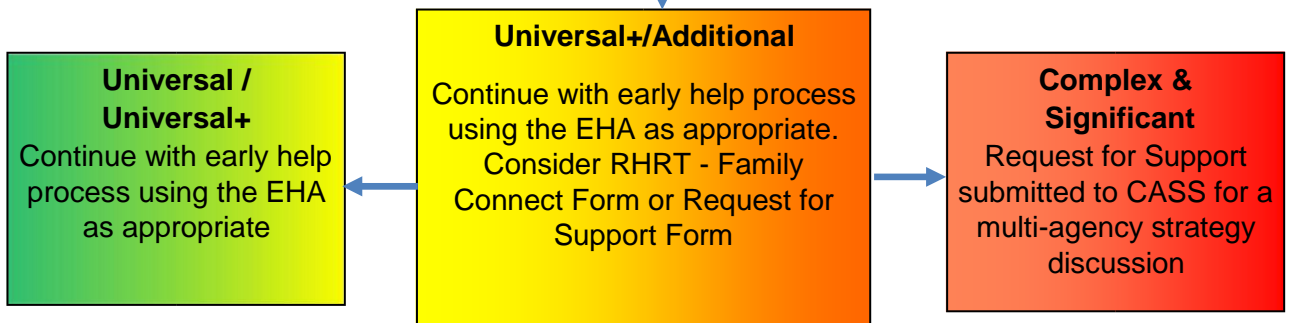 Universal /
Universal+
Continue with early help
process using the EHA
as appropriate
Universal+/Additional
Continue with early help process
using the EHA as appropriate.
Consider RHRT - Family
Connect Form or Request for
Support Form
Complex &
Significant
Request for Support
submitted to CASS for a
multi-agency strategy
discussion